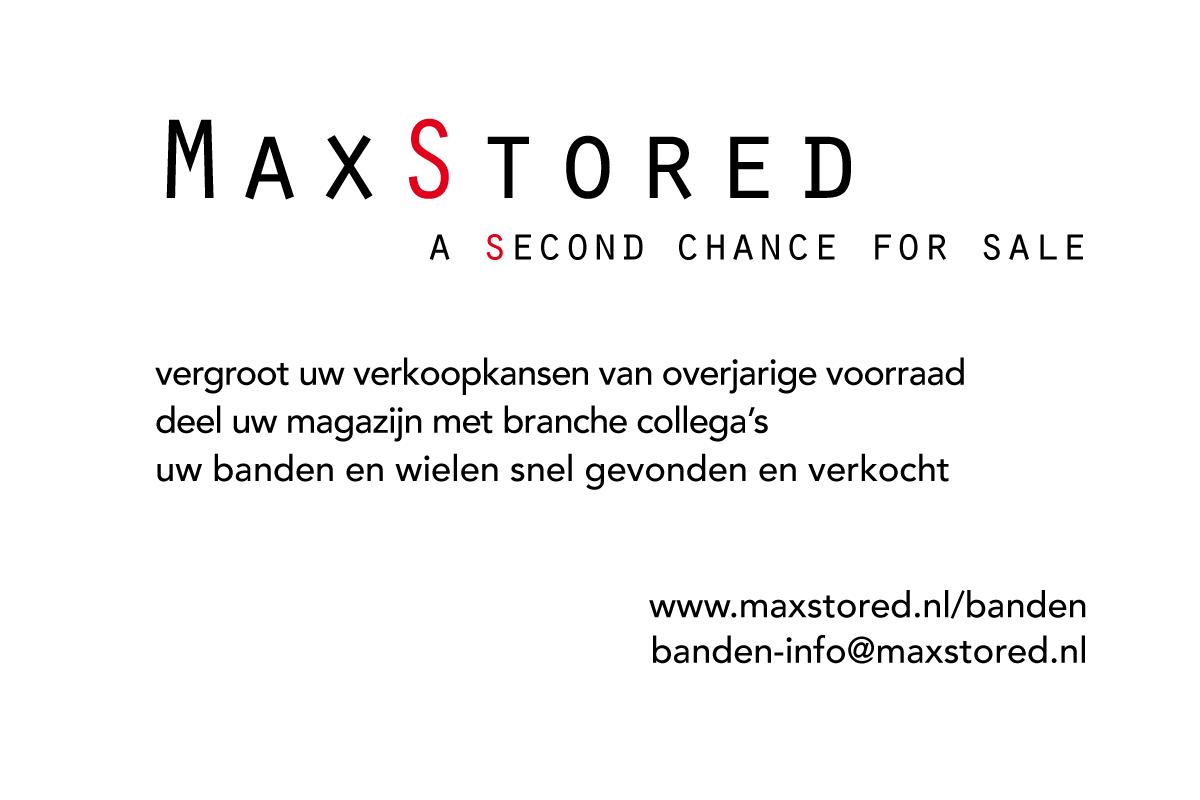 MAXSTORED
A SECOND CHANCE FOR SALE
vergroot uw verkoopkansen van overjarige voorraad
deel uw magazijn met branche collega's
uw banden en wielen snel gevonden en verkocht
www.maxstored.nl/banden
banden-info@maxstored.nl